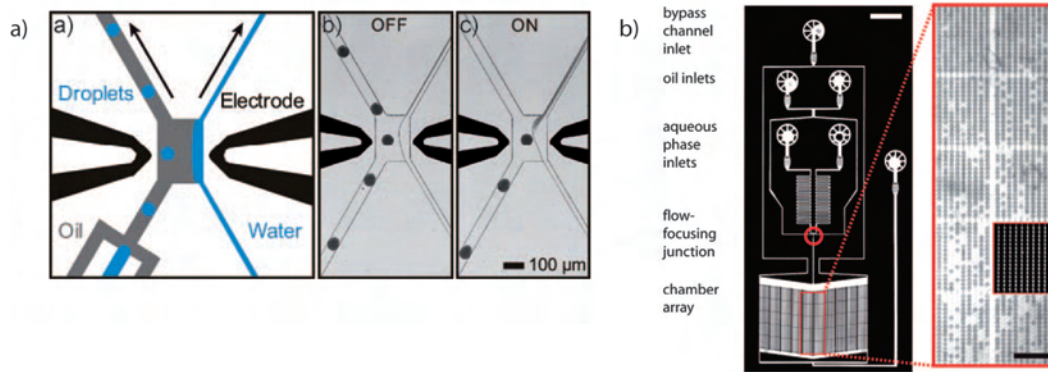 a)
a)
Droplets
Electrode
Oil
Water
b)
OFF
c)
ON
100 µm
b)
bypass
channel
inlet
oil inlets
aqueous
phase
inlets
flow-
focusing
junction
chamber
array